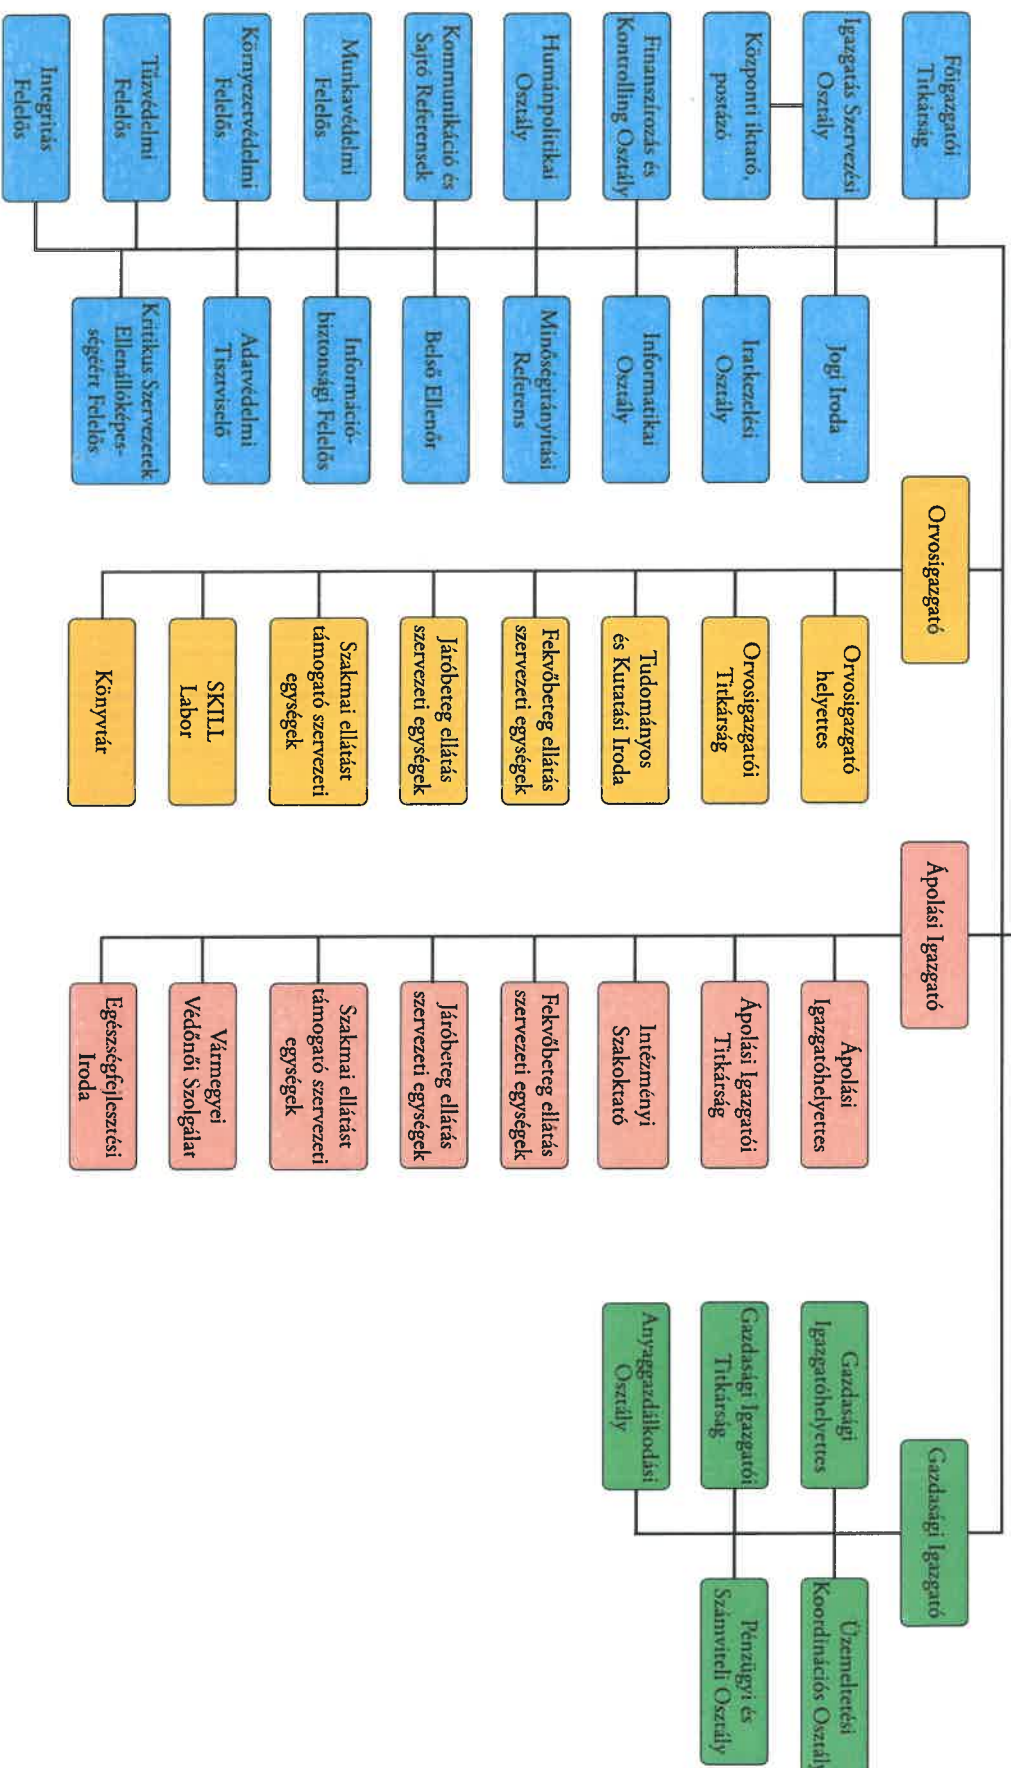 Főigazgatói
Titkárság
Igazgatás Szervezési
Osztály
Központi iktató,
postázó
Finanszírozás és
Kontrolling Osztály
Humánpolitikai
Osztály
Kommunikáció és
Sajtó Referensek
Munkavédelmi
Felelős
Környezetvédelmi
Felelős
Tűzvédelmi
Felelős
Integritás
Felelős
Jogi Iroda
Iratkezelési
Osztály
Informatikai
Osztály
Minőségirányítási
Referens
Belső Ellenőr
Információ-
biztonsági Felelős
Adatvédelmi
Tisztviselő
Kritikus Szervezetek
Ellenállóképes-
ségéért Felelős
Orvosigazgató
Orvosigazgató
helyettes
Orvosigazgatói
Titkárság
Tudományos
és Kutatási Iroda
Fekvőbeteg ellátás
szervezeti egységek
Járóbeteg ellátás
szervezeti egységek
Szakmai ellátást
támogató szervezeti
egységek
SKILL
Labor
Könyvtár
Ápolási Igazgató
Ápolási
Igazgatóhelyettes
Ápolási Igazgatói
Titkárság
Intézményi
Szakoktató
Fekvőbeteg ellátás
szervezeti egységek
Járóbeteg ellátás
szervezeti egységek
Szakmai ellátást
támogató szervezeti
egységek
Vármegyei
Védőnői Szolgálat
Egészségfejlesztési
Iroda
Gazdasági Igazgató
Gazdasági
Igazgatóhelyettes
Gazdasági Igazgatói
Titkárság
Anyaggazdálkodási
Osztály
Üzemeltetési
Koordinációs Osztály
Pénzügyi és
Számviteli Osztály